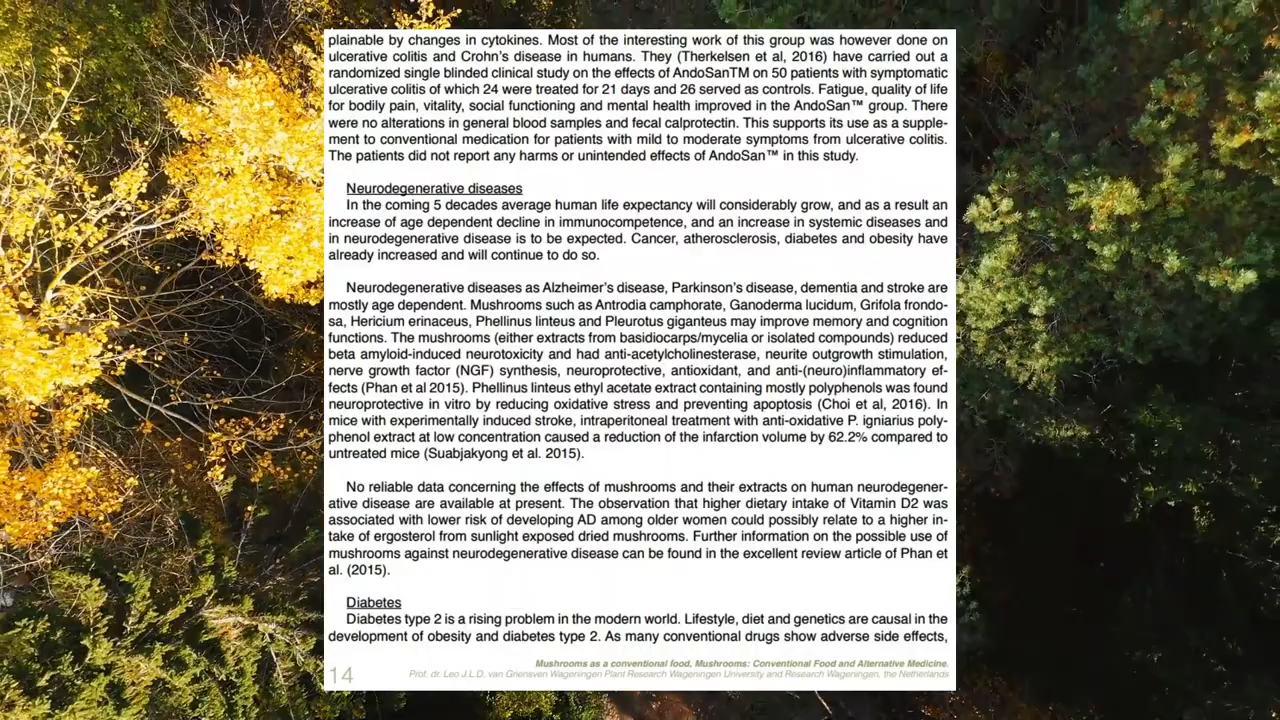 plainable by changes in cytokines. Most of the interesting work of this group was however done on
ulcerative colitis and Crohn's disease in humans. They (Therkelsen et al, 2016) have carried out a
randomized single blinded clinical study on the effects of AndoSanTM on 50 patients with symptomatic
ulcerative colitis of which 24 were treated for 21 days and 26 served as controls. Fatigue, quality of life
for bodily pain, vitality, social functioning and mental health improved in the AndoSan™ group. There
were no alterations in general blood samples and fecal calprotectin. This supports its use as a supple-
ment to conventional medication for patients with mild to moderate symptoms from ulcerative colitis.
The patients did not report any harms or unintended effects of AndoSan™ in this study.
Neurodegenerative diseases
In the coming 5 decades average human life expectancy will considerably grow, and as a result an
increase of age dependent decline in immunocompetence, and an increase in systemic diseases and
in neurodegenerative disease is to be expected. Cancer, atherosclerosis, diabetes and obesity have
already increased and will continue to do so.
Neurodegenerative diseases as Alzheimer's disease, Parkinson's disease, dementia and stroke are
mostly age dependent. Mushrooms such as Antrodia camphorate, Ganoderma lucidum, Grifola frondo-
sa, Hericium erinaceus, Phellinus linteus and Pleurotus giganteus may improve memory and cognition
functions. The mushrooms (either extracts from basidiocarps/mycelia or isolated compounds) reduced
beta amyloid-induced neurotoxicity and had anti-acetylcholinesterase, neurite outgrowth stimulation,
nerve growth factor (NGF) synthesis, neuroprotective, antioxidant, and anti-(neuro)inflammatory ef-
fects (Phan et al 2015). Phellinus linteus ethyl acetate extract containing mostly polyphenols was found
neuroprotective in vitro by reducing oxidative stress and preventing apoptosis (Choi et al, 2016). In
mice with experimentally induced stroke, intraperitoneal treatment with anti-oxidative P. igniarius poly-
phenol extract at low concentration caused a reduction of the infarction volume by 62.2% compared to
untreated mice (Suabjakyong et al. 2015).
No reliable data concerning the effects of mushrooms and their extracts on human neurodegener-
ative disease are available at present. The observation that higher dietary intake of Vitamin D2 was
associated with lower risk of developing AD among older women could possibly relate to a higher in-
take of ergosterol from sunlight exposed dried mushrooms. Further information on the possible use of
mushrooms against neurodegenerative disease can be found in the excellent review article of Phan et
al. (2015).
Diabetes
Diabetes type 2 is a rising problem in the modern world. Lifestyle, diet and genetics are causal in the
development of obesity and diabetes type 2. As many conventional drugs show adverse side effects,
Mushrooms as a conventional food, Mushrooms: Conventional Food and Alternative Medicine.
14 Prof. dr. Leo J.L.D. van Griensven Plant Research Wageningen University and Research Wageningen, the Netherlands